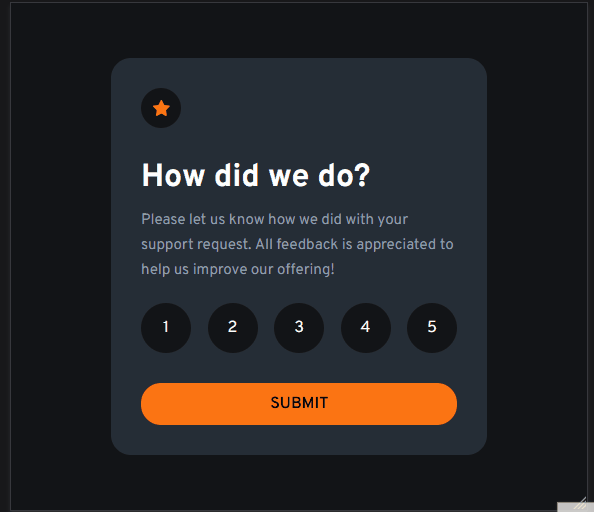 How did we do?
Please let us know how we did with your
support request. All feedback is appreciated to
help us improve our offering!
1 2 3 4 5
SUBMIT